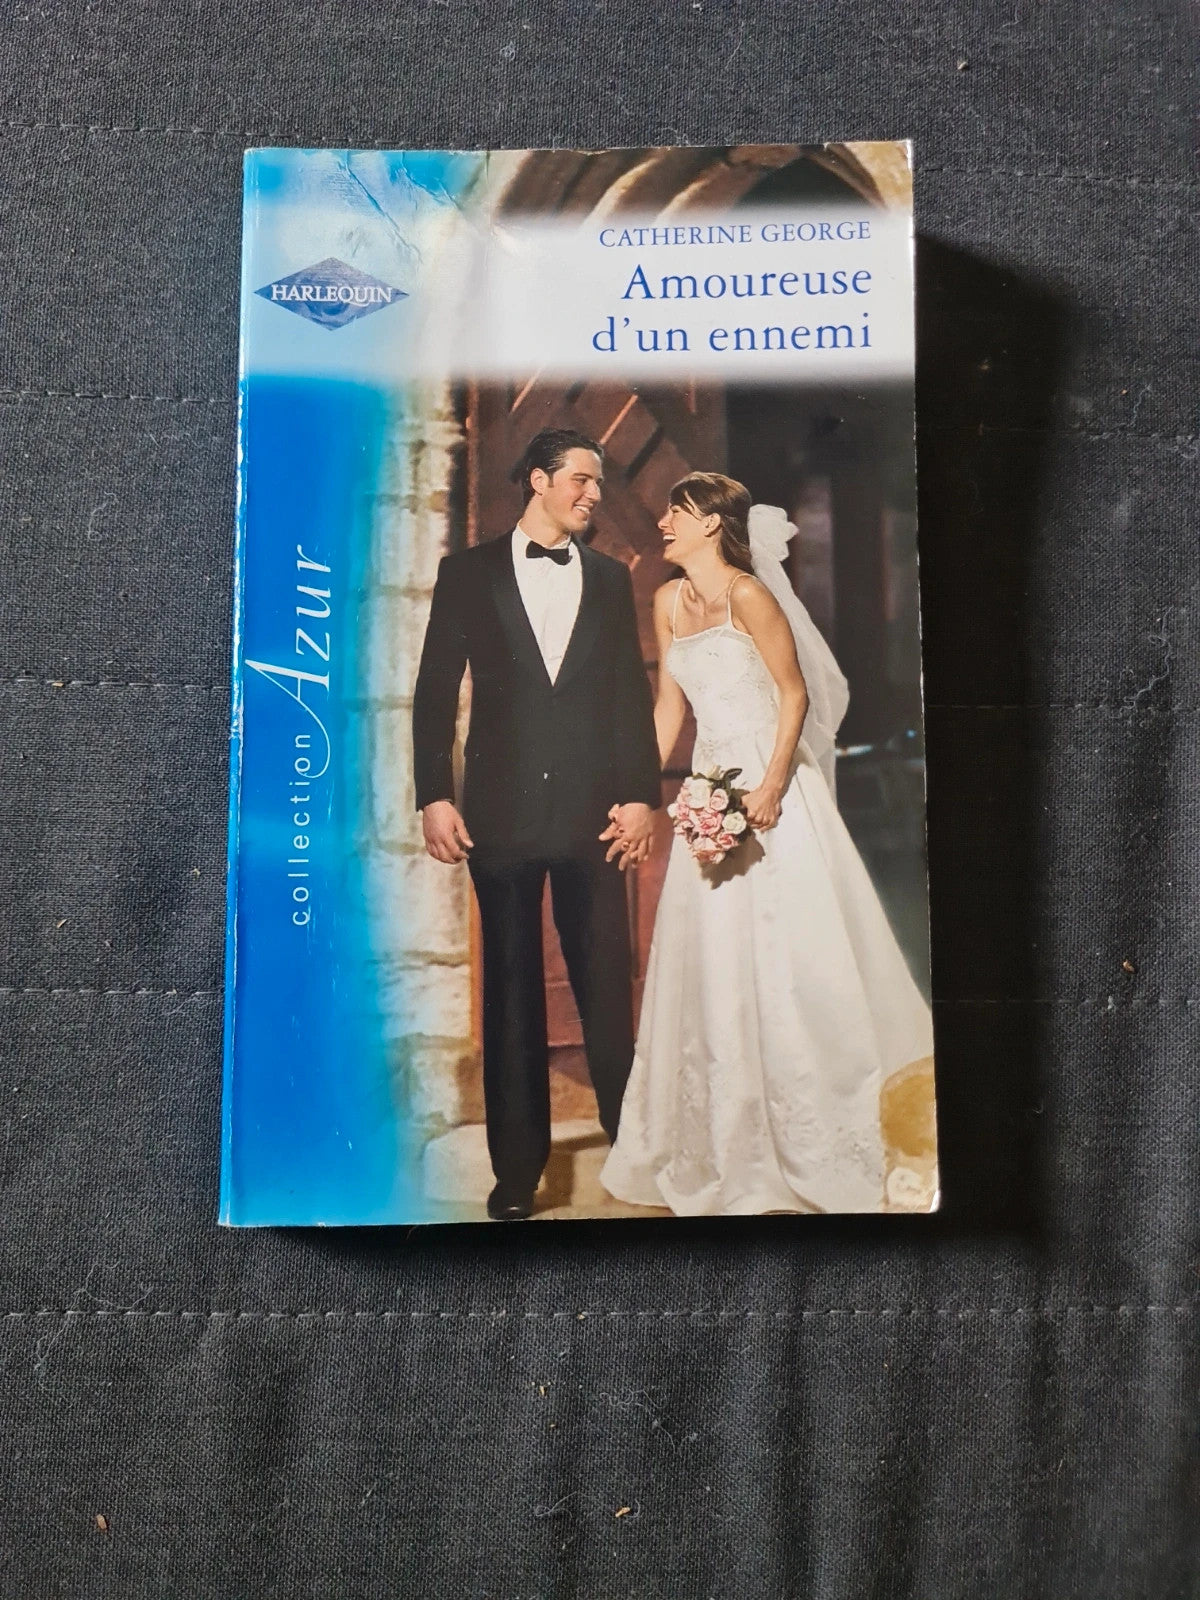 CATHERINE GEORGE
Amoureuse
d'un ennemi
HARLEQUIN
collection Azur